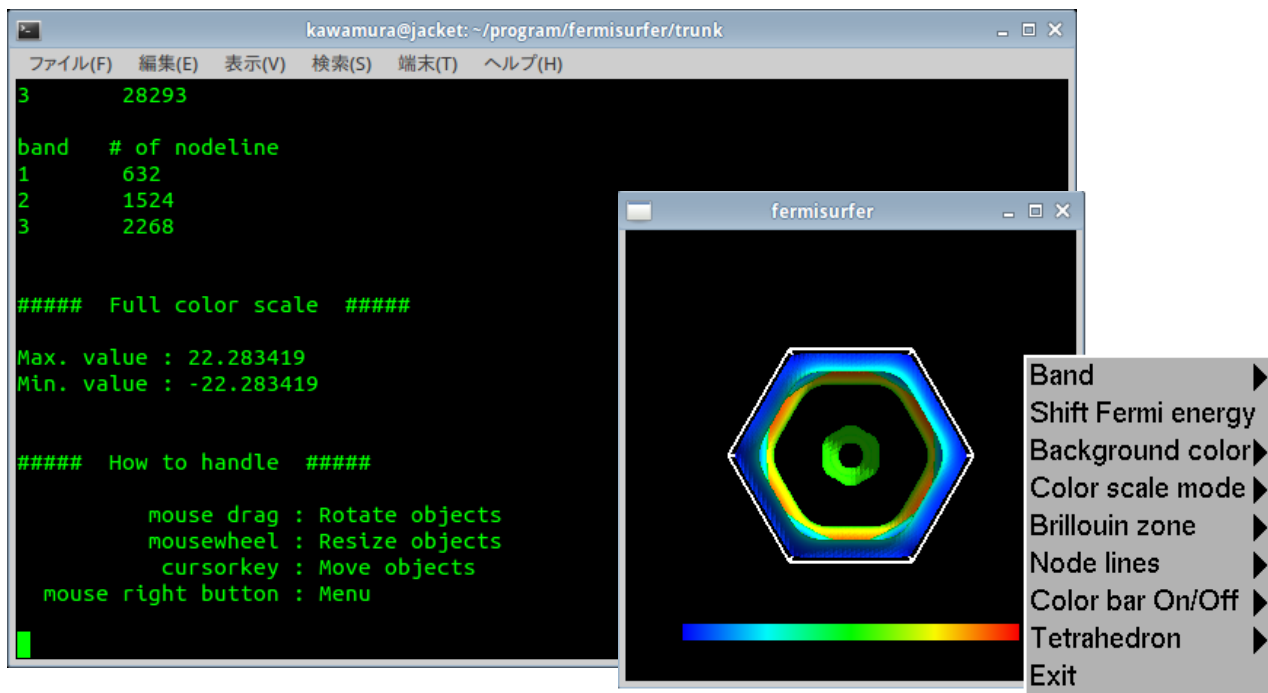 kawamura@jacket: ~/program/fermisurfer/trunk
ファイル(F) 編集(E) 表示(V) 検索(S) 端末(T) ヘルプ(H)
3 28293
band # of nodeline
1 632
2 1524
3 2268
##### Full color scale #####
Max. value : 22.283419
Min. value : -22.283419
##### How to handle #####
mouse drag : Rotate objects
mousewheel : Resize objects
cursorkey : Move objects
mouse right button : Menu
fermisurfer
Band
Shift Fermi energy
Background color
Color scale mode
Brillouin zone
Node lines
Color bar On/Off
Tetrahedron
Exit